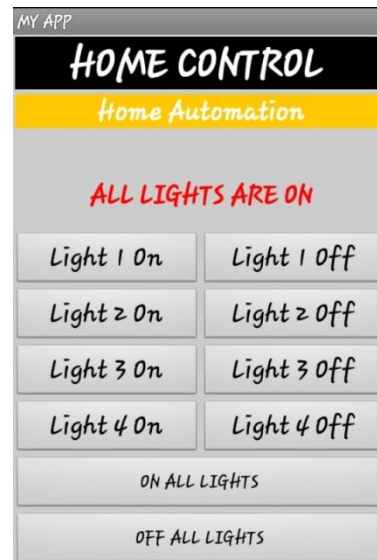 MY APP
HOME CONTROL
Home Automation
ALL LIGHTS ARE ON
Light 1 On Light 1 Off
Light 2 On Light 2 Off
Light 3 On Light 3 Off
Light 4 On Light 4 Off
ON ALL LIGHTS
OFF ALL LIGHTS